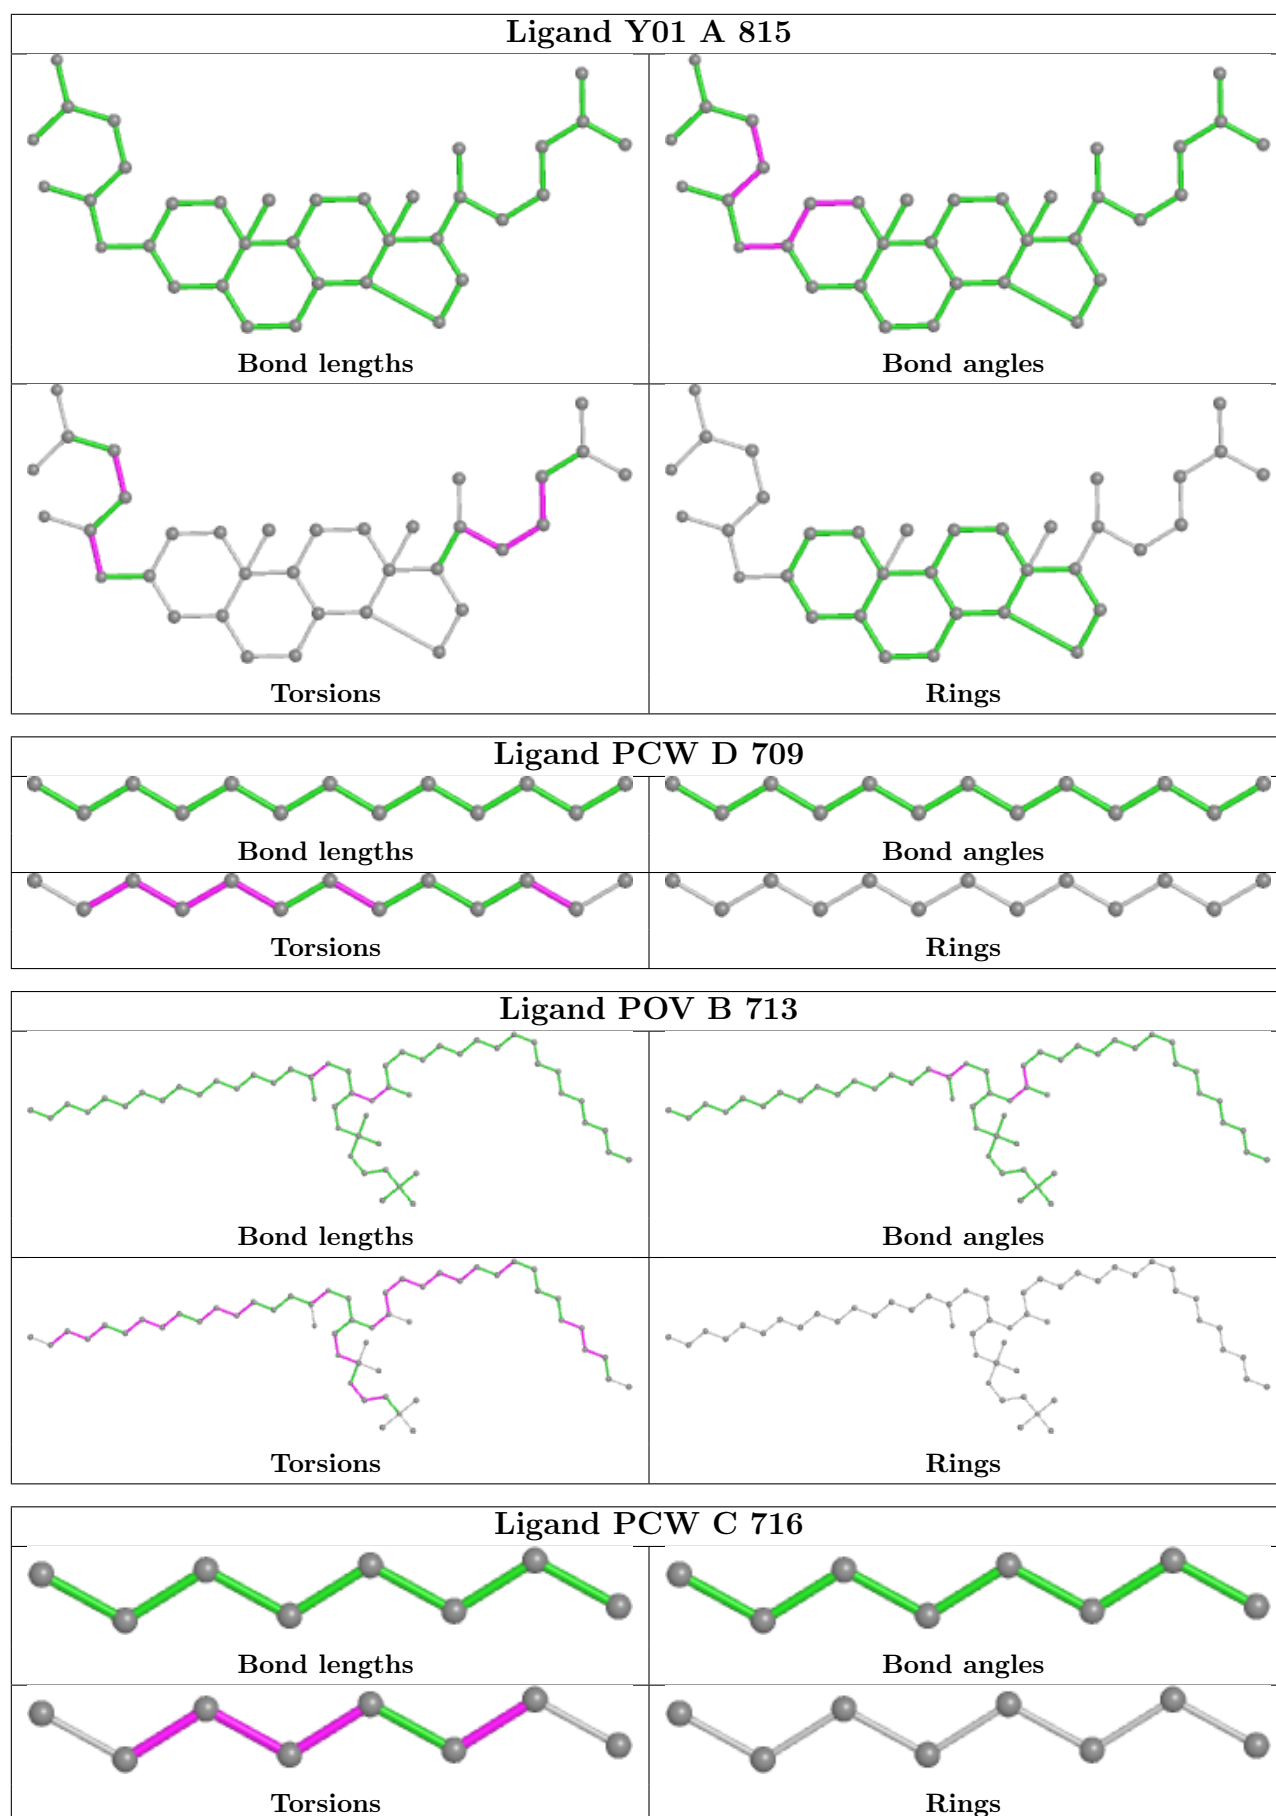 Ligand Y01 A 815
Bond lengths
Bond angles
Torsions
Rings
Ligand PCW D 709
Bond lengths
Bond angles
Torsions
Rings
Ligand POV B 713
Bond lengths
Bond angles
Torsions
Rings
Ligand PCW C 716
Bond lengths
Bond angles
Torsions
Rings